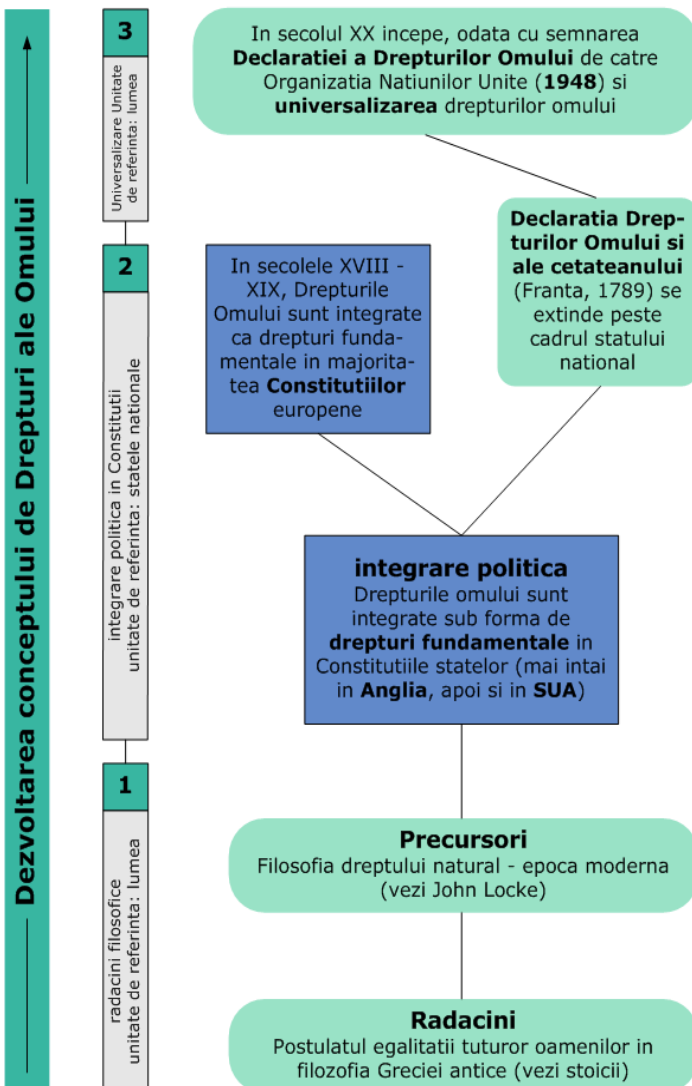 Dezvoltarea conceptului de Drepturi ale Omului
3
Universalizare Unitate
de referinta: lumea
In secolul XX incepe, odata cu semnarea
Declaratiei a Drepturilor Omului de catre
Organizatia Natiunilor Unite (1948) si
universalizarea drepturilor omului
Declaratia Drep-
turilor Omului si
ale cetateanului
(Franta, 1789) se
extinde peste
cadrul statului
national
2
integrare politica in Constitutii
unitate de referinta: statele nationale
In secolele XVIII -
XIX, Drepturile
Omului sunt integrate
ca drepturi funda-
mentale in majorita-
tea Constitutiilor
europene
integrare politica
Drepturile omului sunt
integrate sub forma de
drepturi fundamentale in
Constitutiile statelor (mai intai
in Anglia, apoi si in SUA)
1
radacini filosofice
unitate de referinta: lumea
Precursori
Filosofia dreptului natural - epoca moderna
(vezi John Locke)
Radacini
Postulatul egalitatii tuturor oamenilor in
filozofia Greciei antice (vezi stoicii)